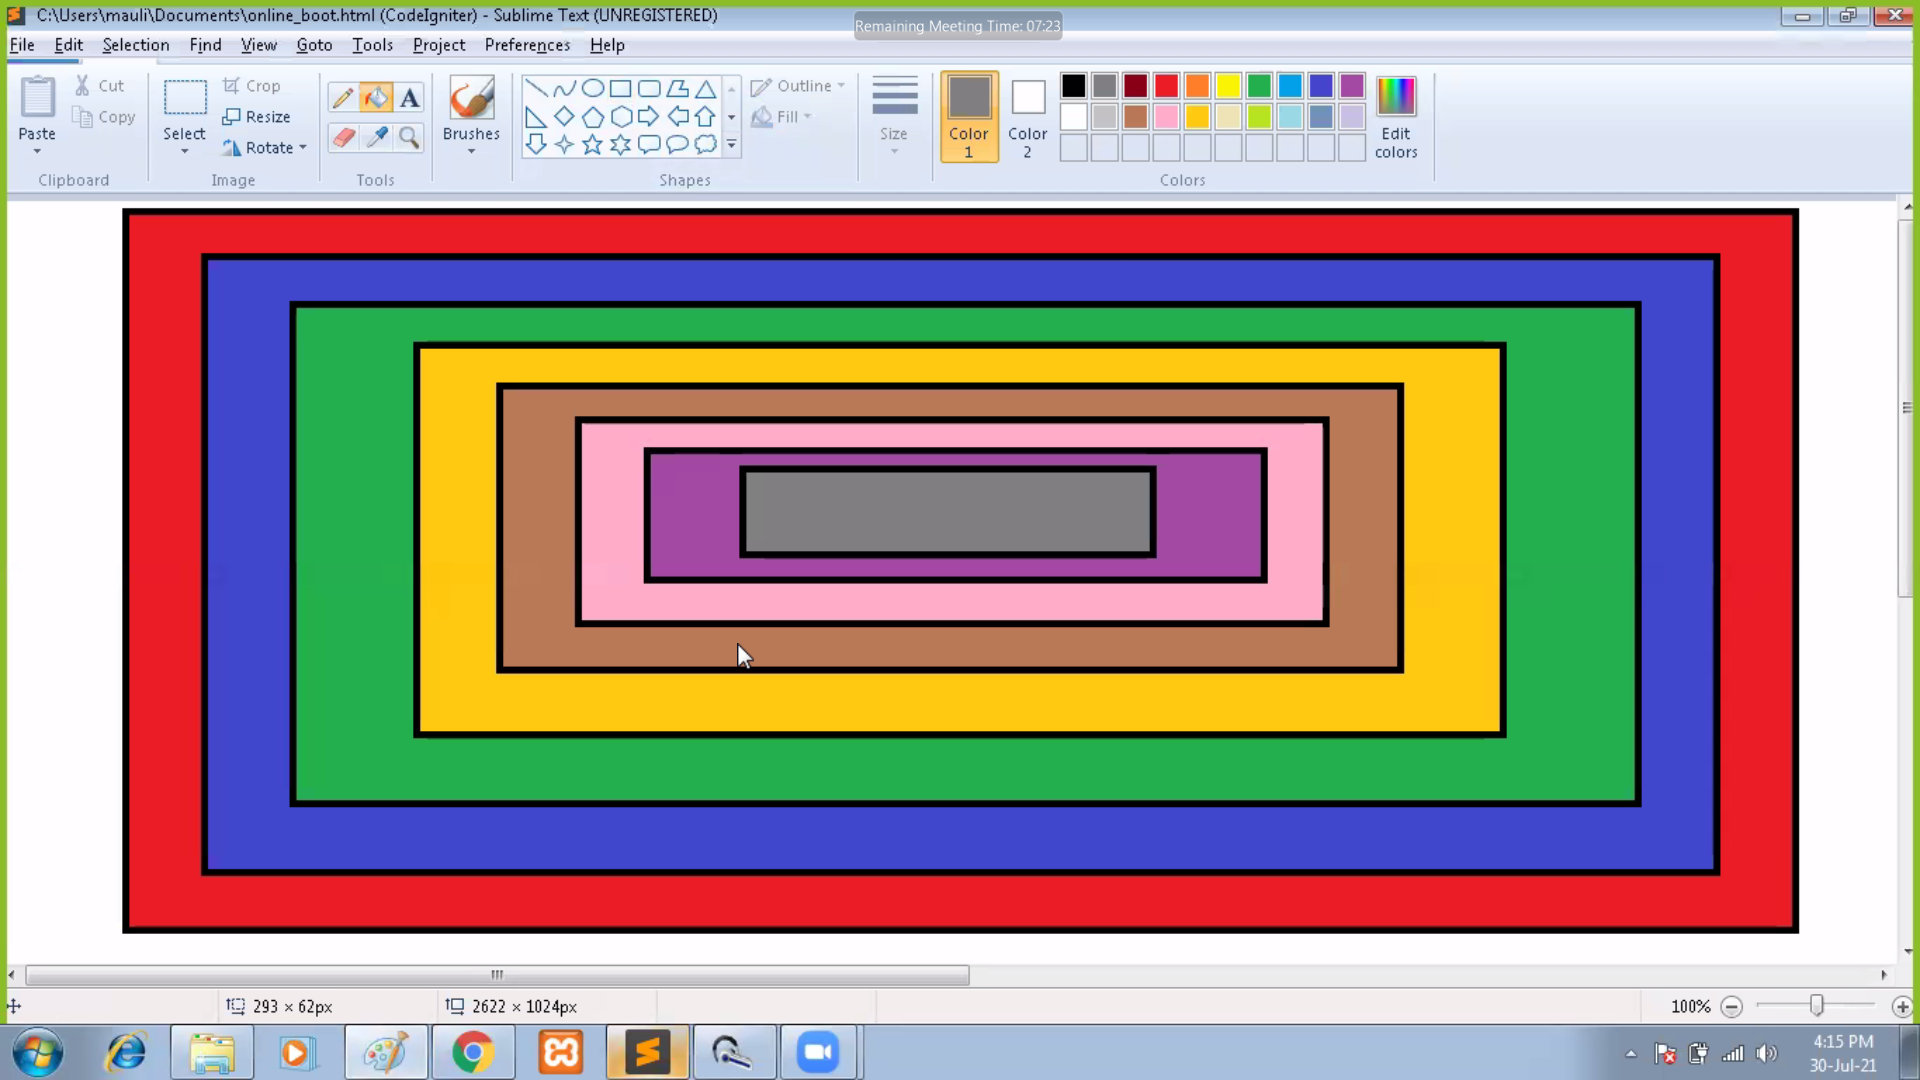 C:\Users\mauli\Documents\online_boot.html (CodeIgniter) - Sublime Text (UNREGISTERED)
Remaining Meeting Time: 07:23
File Edit Selection Find View Goto Tools Project Preferences Help
Paste
Cut
Copy
Clipboard
Select
Crop
Resize
Rotate
Image
A
Tools
Brushes
Outline
Fill
Shapes
Size
Color
1
Color
2
Edit
colors
Colors
293 × 62px
2622 × 1024px
100%
4:15 PM
30-Jul-21